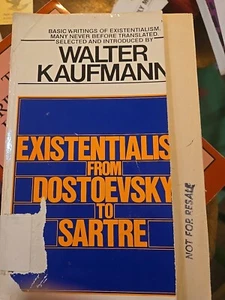 BASIC WRITINGS OF EXISTENTIALISM,
MANY NEVER BEFORE TRANSLATED,
SELECTED AND INTRODUCED BY
WALTER
KAUFMANN
EXISTENTIALIS
FROM
DOSTOEVSKY
TO
SARTRE
NOT FOR RESALE